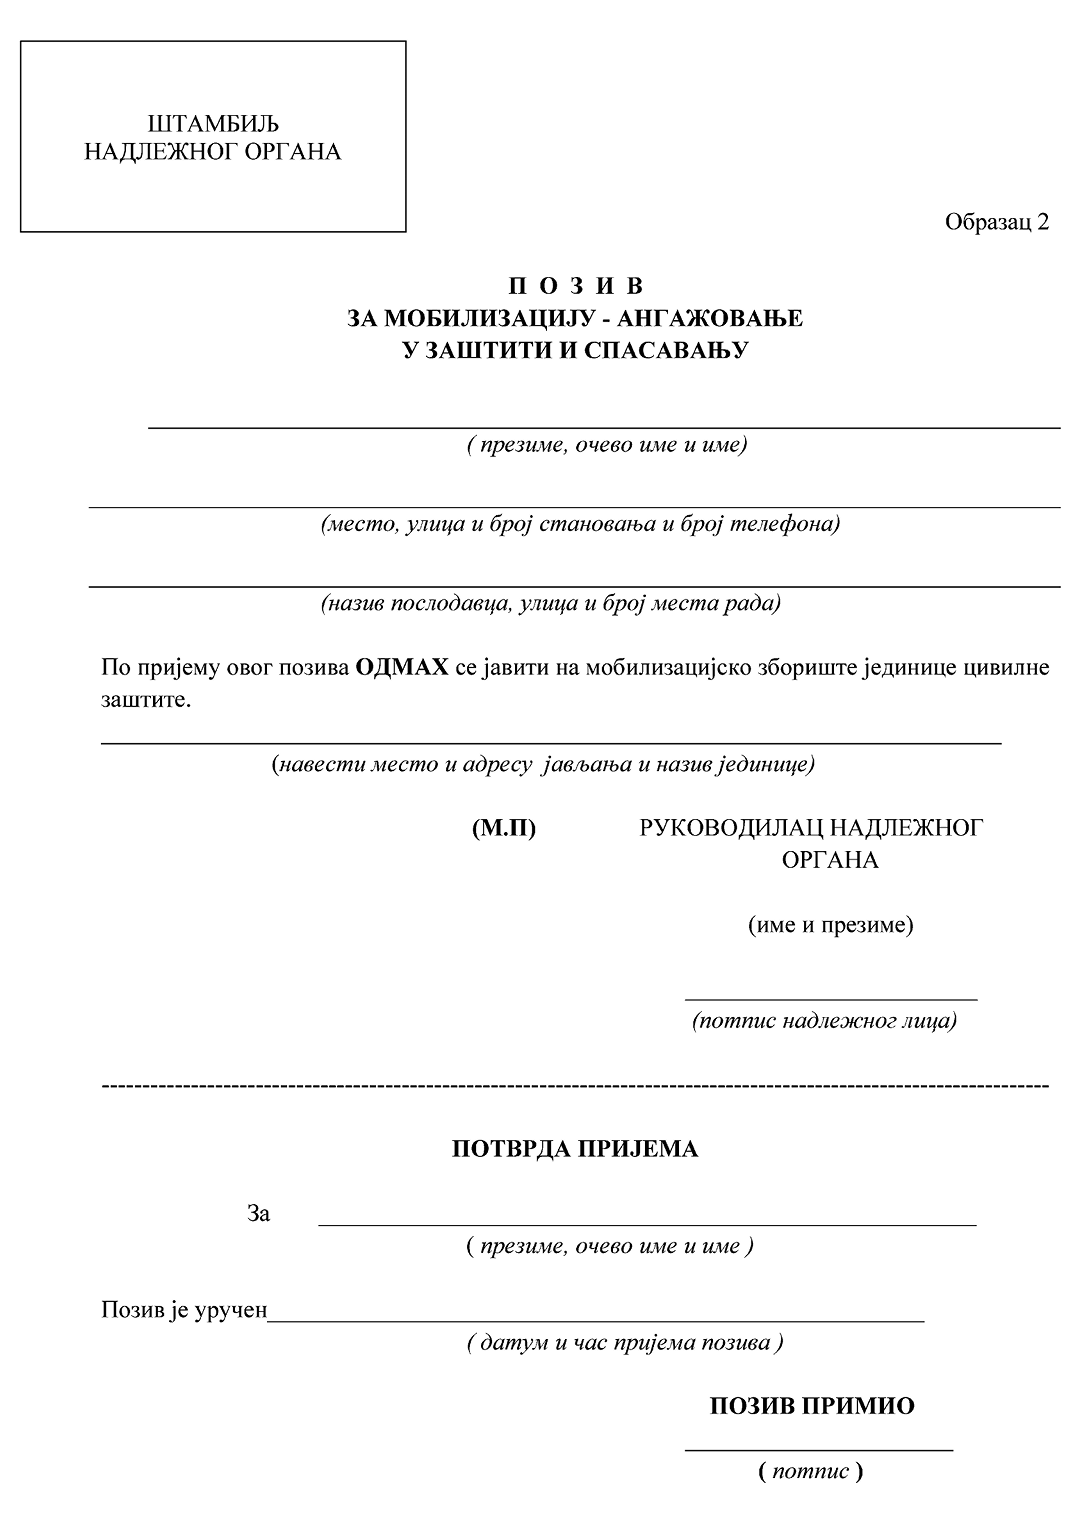 ШТАМБИЉ
НАДЛЕЖНОГ ОРГАНА
Образац 2
П О З И В
ЗА МОБИЛИЗАЦИЈУ - АНГАЖОВАЊЕ
У ЗАШТИТИ И СПАСАВАЊУ
( презиме, очево име и име)
(место, улица и број становања и број телефона)
(назив послодавца, улица и број места рада)
По пријему овог позива ОДМАХ се јавити на мобилизацијско збориште јединице цивилне
заштите.
(навести место и адресу јављања и назив јединице)
(М.П) РУКОВОДИЛАЦ НАДЛЕЖНОГ
ОРГАНА
(име и презиме)
(потпис надлежног лица)
ПОТВРДА ПРИЈЕМА
За
( презиме, очево име и име )
Позив је уручен
( датум и час пријема позива )
ПОЗИВ ПРИМИО
( потпис )